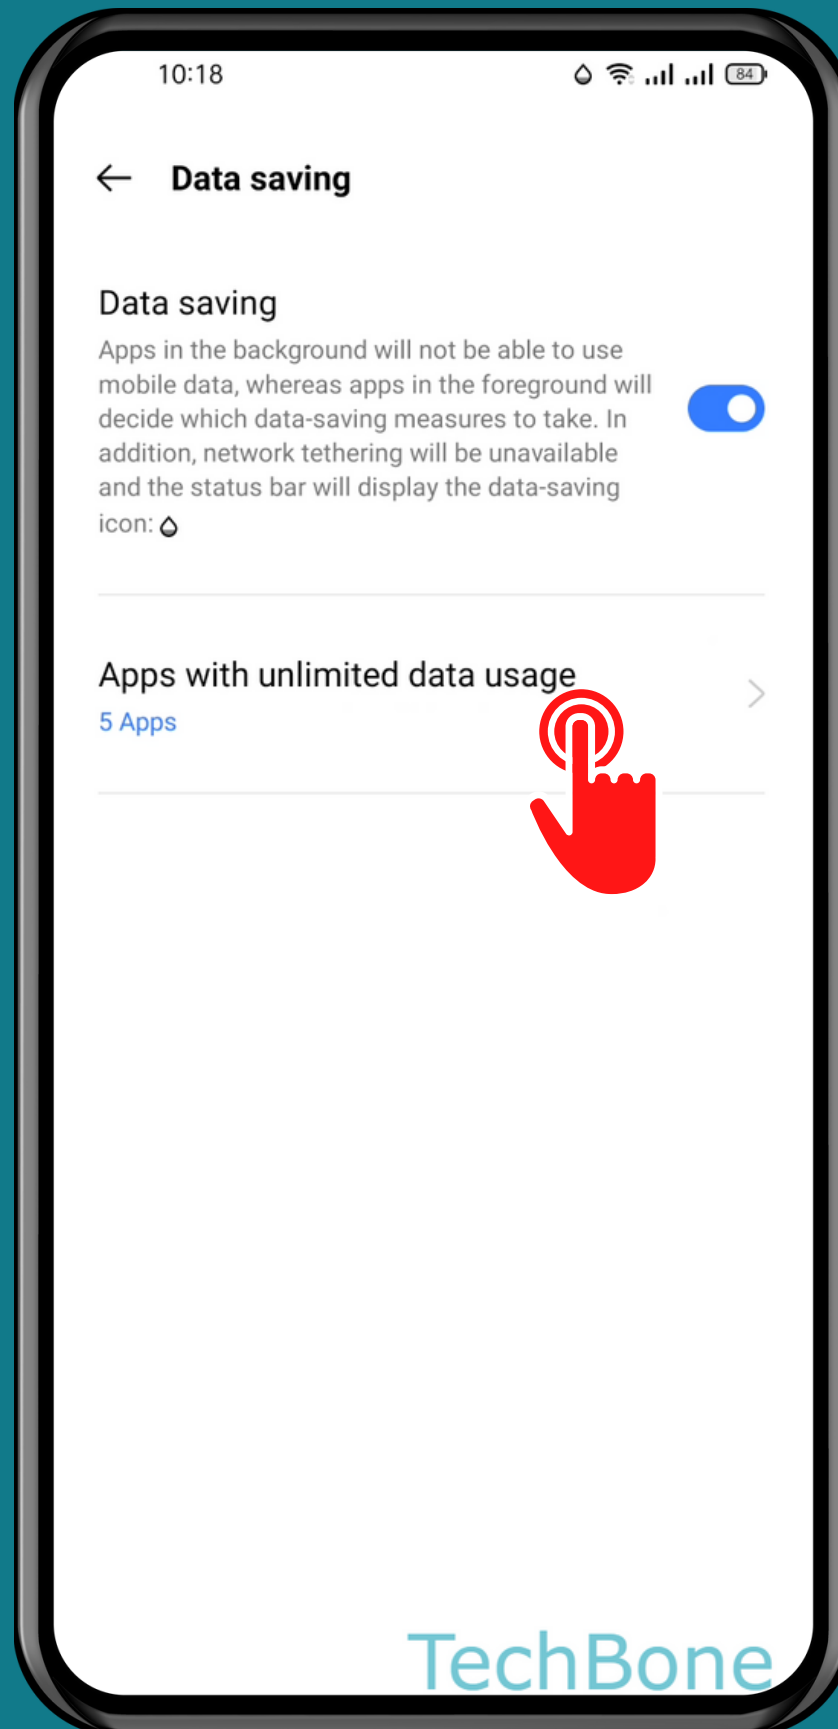 10:18
84
Data saving
Data saving
Apps in the background will not be able to use
mobile data, whereas apps in the foreground will
decide which data-saving measures to take. In
addition, network tethering will be unavailable
and the status bar will display the data-saving
icon:
Apps with unlimited data usage
5 Apps
TechBone